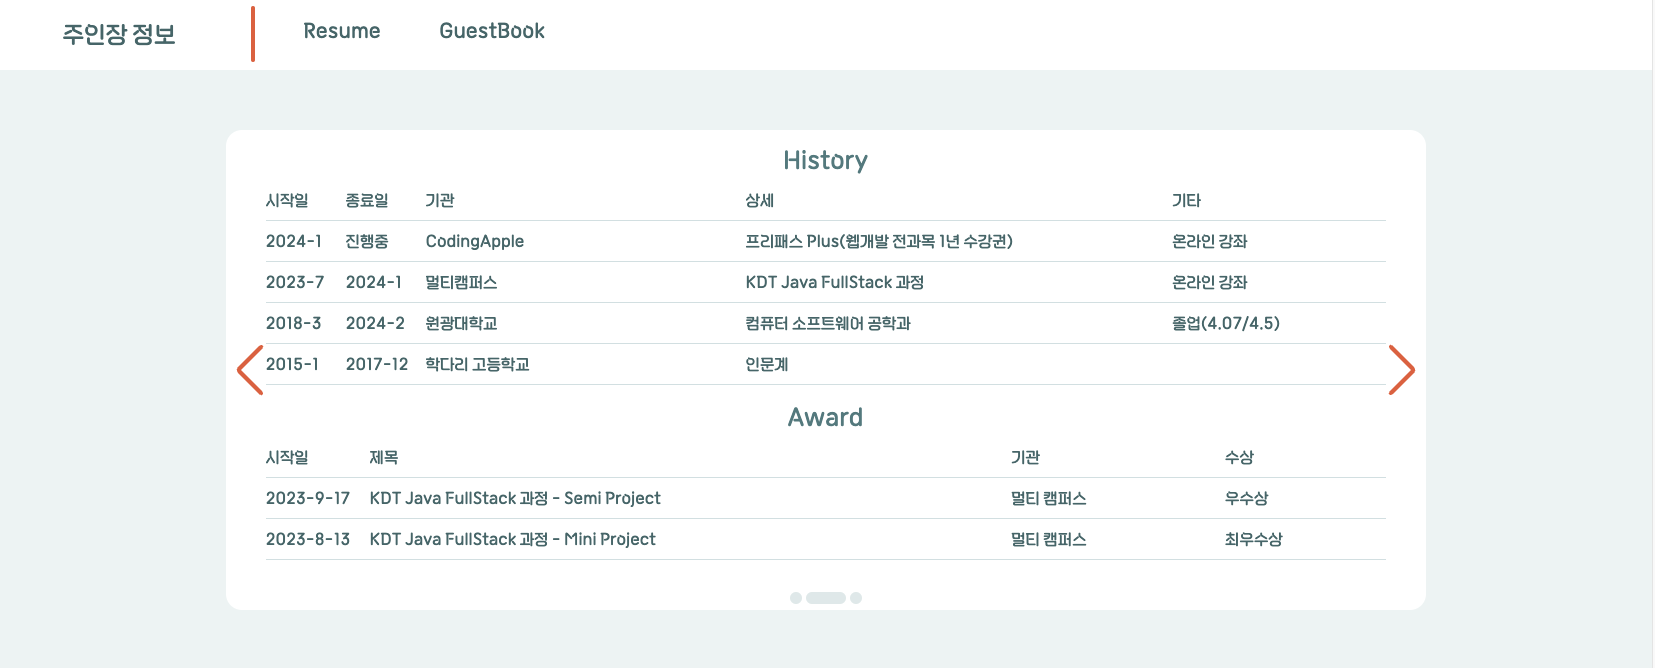 주인장 정보 Resume GuestBook
History
시작일 종료일 기관 상세 기타
2024-1 진행중 CodingApple 프리패스 Plus(웹개발 전과목 1년 수강권) 온라인 강좌
2023-7 2024-1 멀티캠퍼스 KDT Java FullStack 과정 온라인 강좌
2018-3 2024-2 원광대학교 컴퓨터 소프트웨어 공학과 졸업(4.07/4.5)
2015-1 2017-12 학다리 고등학교 인문계
Award
시작일 제목 기관 수상
2023-9-17 KDT Java FullStack 과정 - Semi Project 멀티 캠퍼스 우수상
2023-8-13 KDT Java FullStack 과정 - Mini Project 멀티 캠퍼스 최우수상